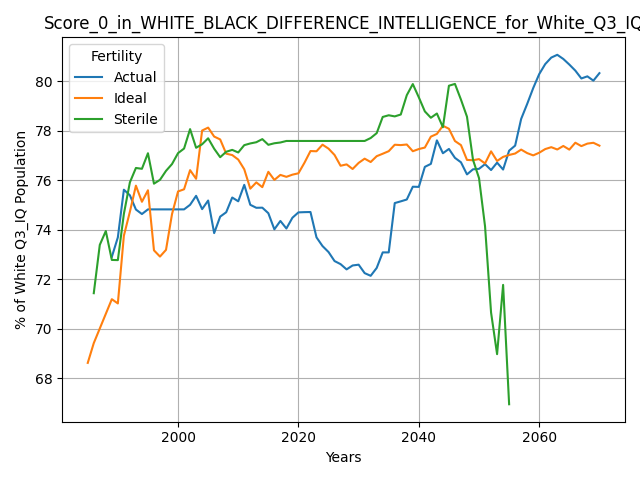 Score_0_in_WHITE_BLACK_DIFFERENCE_INTELLIGENCE_for_White_Q3_IQ
Fertility
Actual
Ideal
Sterile
% of White Q3_IQ Population
80
78
76
74
72
70
68
2000 2020 2040 2060
Years